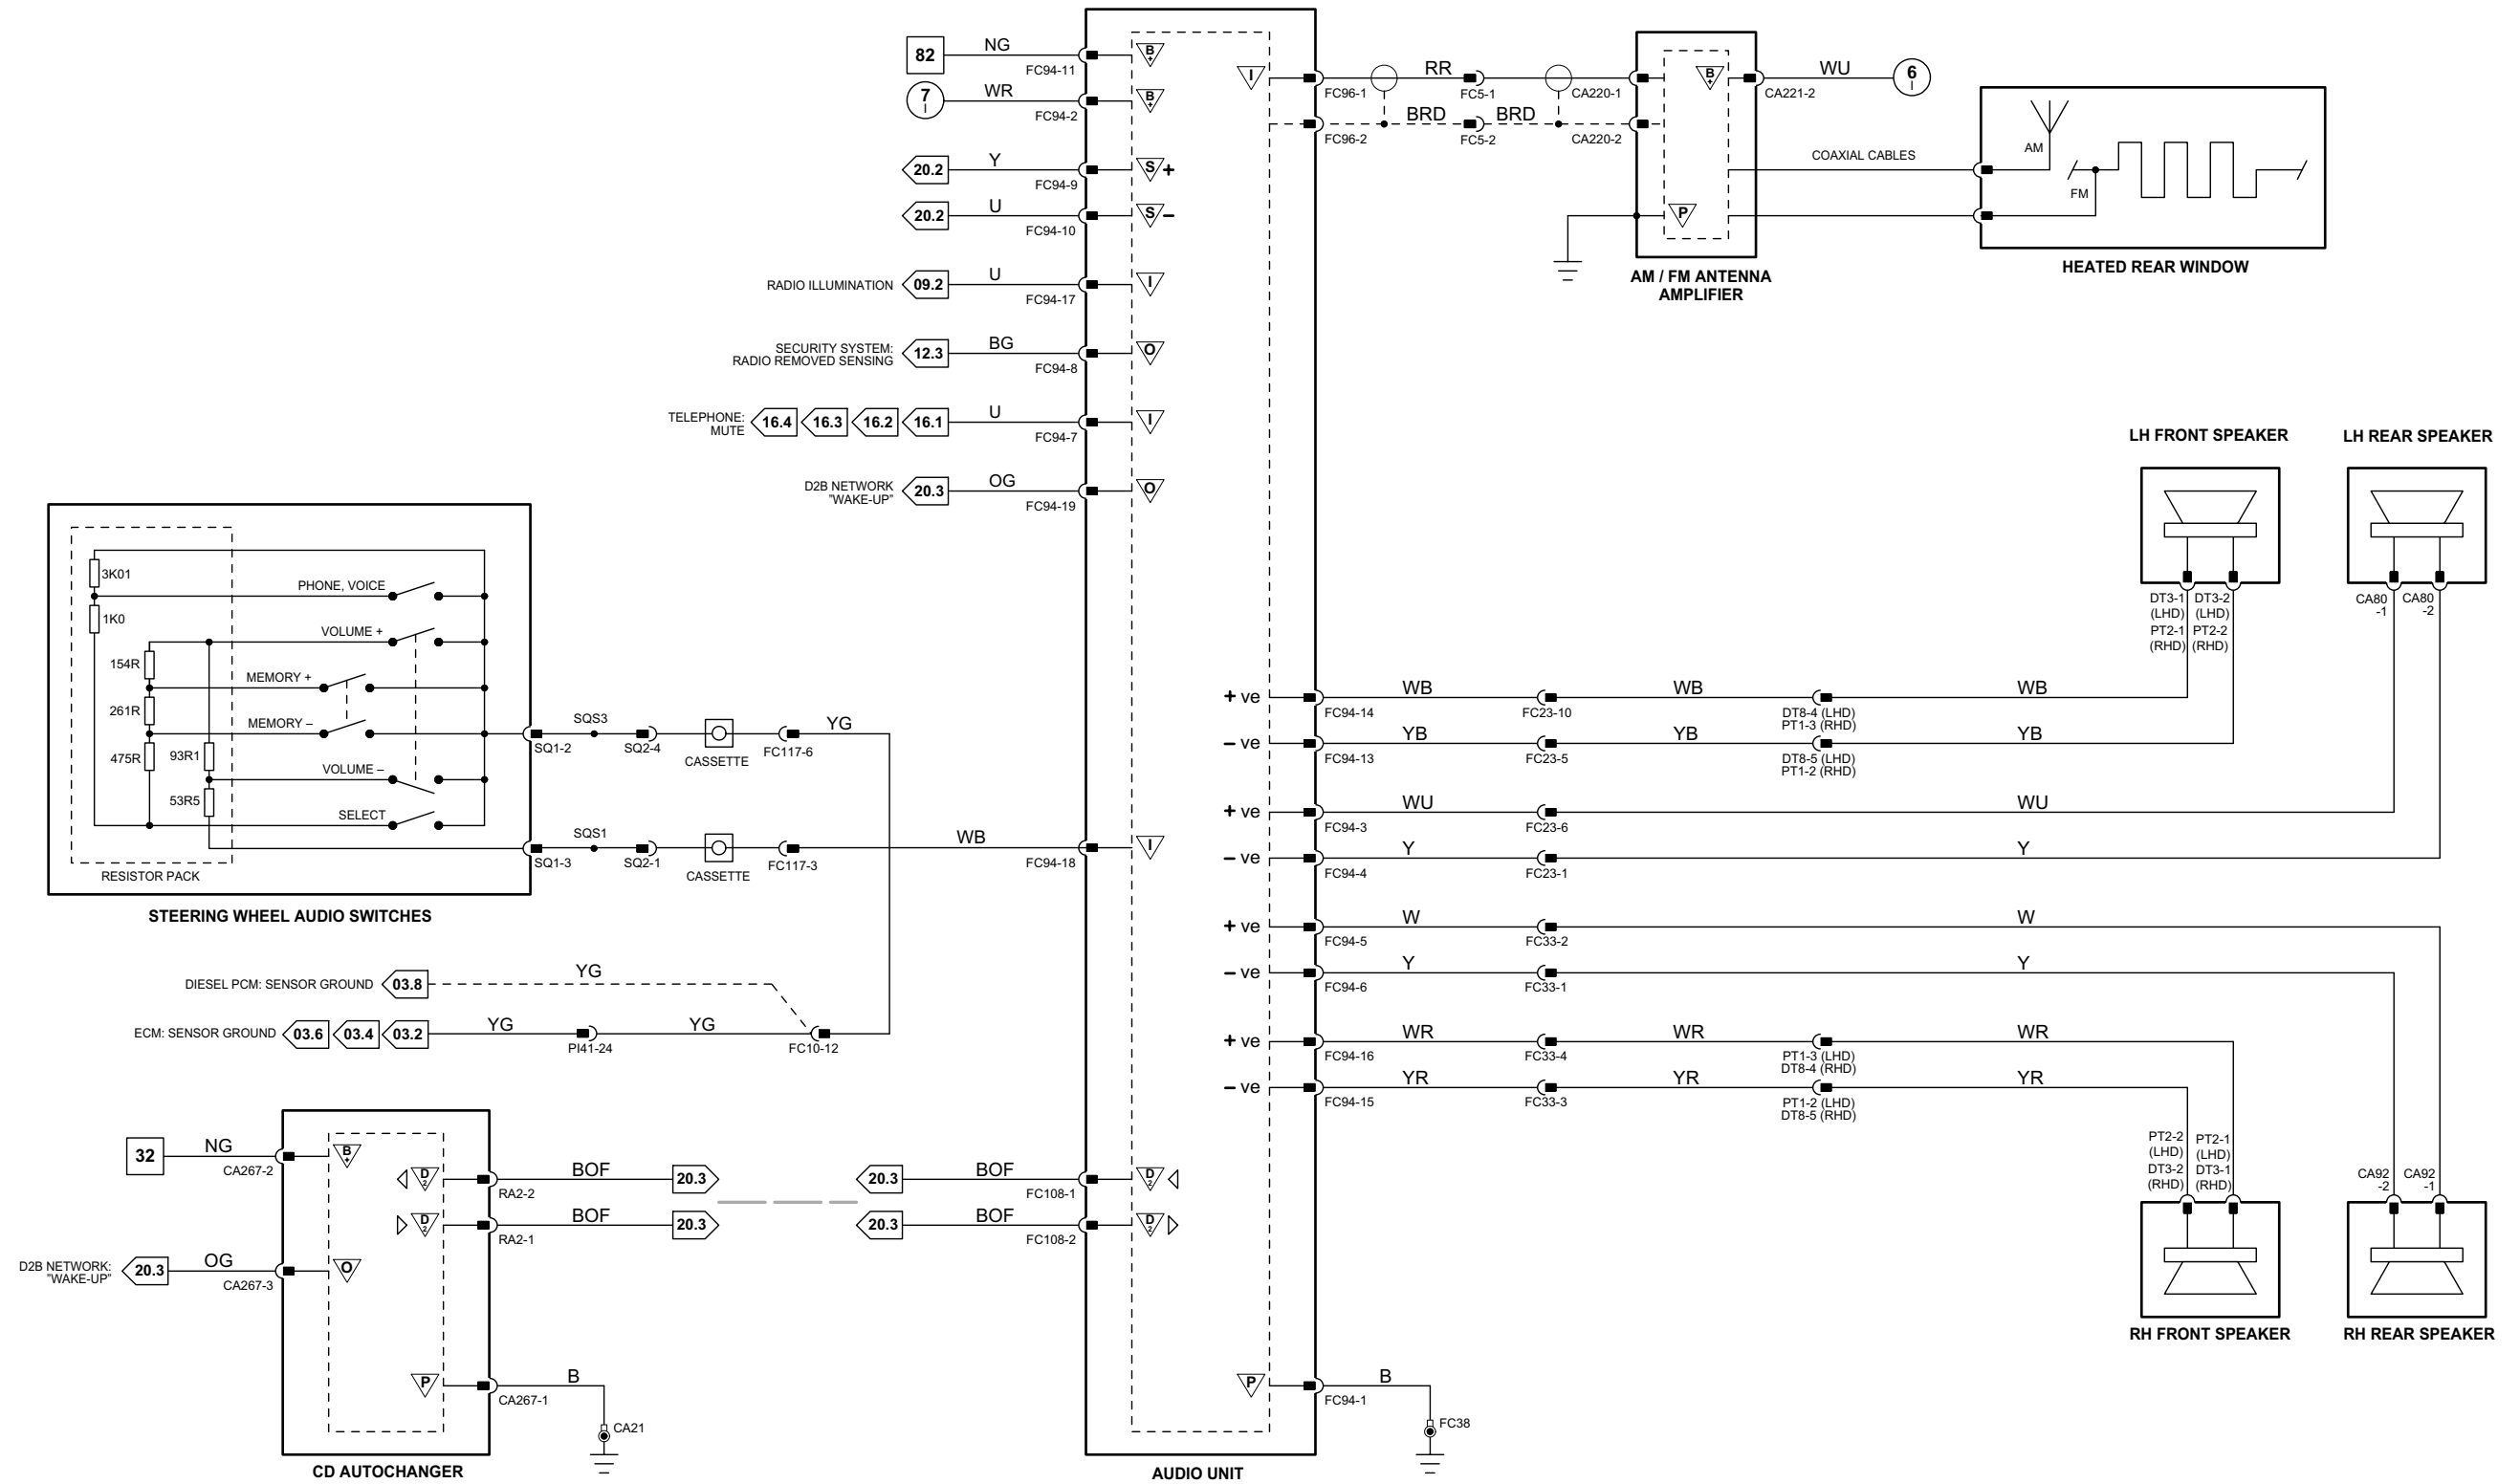 82
NG
FC94-11
B
+
7
I
WR
FC94-2
B
+
20.2
Y
FC94-9
S +
20.2
U
FC94-10
S –
RADIO ILLUMINATION
09.2
U
FC94-17
I
SECURITY SYSTEM:
RADIO REMOVED SENSING
12.3
BG
FC94-8
O
TELEPHONE:
MUTE
16.4
16.3
16.2
16.1
U
FC94-7
I
D2B NETWORK
"WAKE-UP"
20.3
OG
FC94-19
O
I
FC96-1
RR
FC5-1
CA220-1
FC96-2
BRD
FC5-2
BRD
CA220-2
B
+
CA221-2
WU
6
I
P
COAXIAL CABLES
AM
FM
AM / FM ANTENNA
AMPLIFIER
HEATED REAR WINDOW
3K01
1K0
154R
261R
475R
93R1
53R5
PHONE, VOICE
VOLUME +
MEMORY +
MEMORY –
VOLUME –
SELECT
RESISTOR PACK
STEERING WHEEL AUDIO SWITCHES
SQ1-2
SQS3
SQ2-4
CASSETTE
FC117-6
YG
SQ1-3
SQS1
SQ2-1
CASSETTE
FC117-3
WB
FC94-18
I
DIESEL PCM: SENSOR GROUND
03.8
YG
ECM: SENSOR GROUND
03.6
03.4
03.2
YG
PI41-24
YG
FC10-12
LH FRONT SPEAKER
LH REAR SPEAKER
DT3-1
(LHD)
PT2-1
(RHD)
DT3-2
(LHD)
PT2-2
(RHD)
CA80
-1
CA80
-2
+ ve
FC94-14
WB
FC23-10
WB
DT8-4 (LHD)
PT1-3 (RHD)
WB
– ve
FC94-13
YB
FC23-5
YB
DT8-5 (LHD)
PT1-2 (RHD)
YB
+ ve
FC94-3
WU
FC23-6
WU
– ve
FC94-4
Y
FC23-1
Y
+ ve
FC94-5
W
FC33-2
W
– ve
FC94-6
Y
FC33-1
Y
+ ve
FC94-16
WR
FC33-4
WR
PT1-3 (LHD)
DT8-4 (RHD)
WR
– ve
FC94-15
YR
FC33-3
YR
PT1-2 (LHD)
DT8-5 (RHD)
YR
PT2-2
(LHD)
DT3-2
(RHD)
PT2-1
(LHD)
DT3-1
(RHD)
CA92
-2
CA92
-1
RH FRONT SPEAKER
RH REAR SPEAKER
32
NG
CA267-2
B
+
D
2
RA2-2
BOF
20.3
D
2
RA2-1
BOF
20.3
D2B NETWORK:
"WAKE-UP"
20.3
OG
CA267-3
O
P
CA267-1
B
CA21
CD AUTOCHANGER
20.3
BOF
FC108-1
D
2
20.3
BOF
FC108-2
D
2
P
FC94-1
B
FC38
AUDIO UNIT